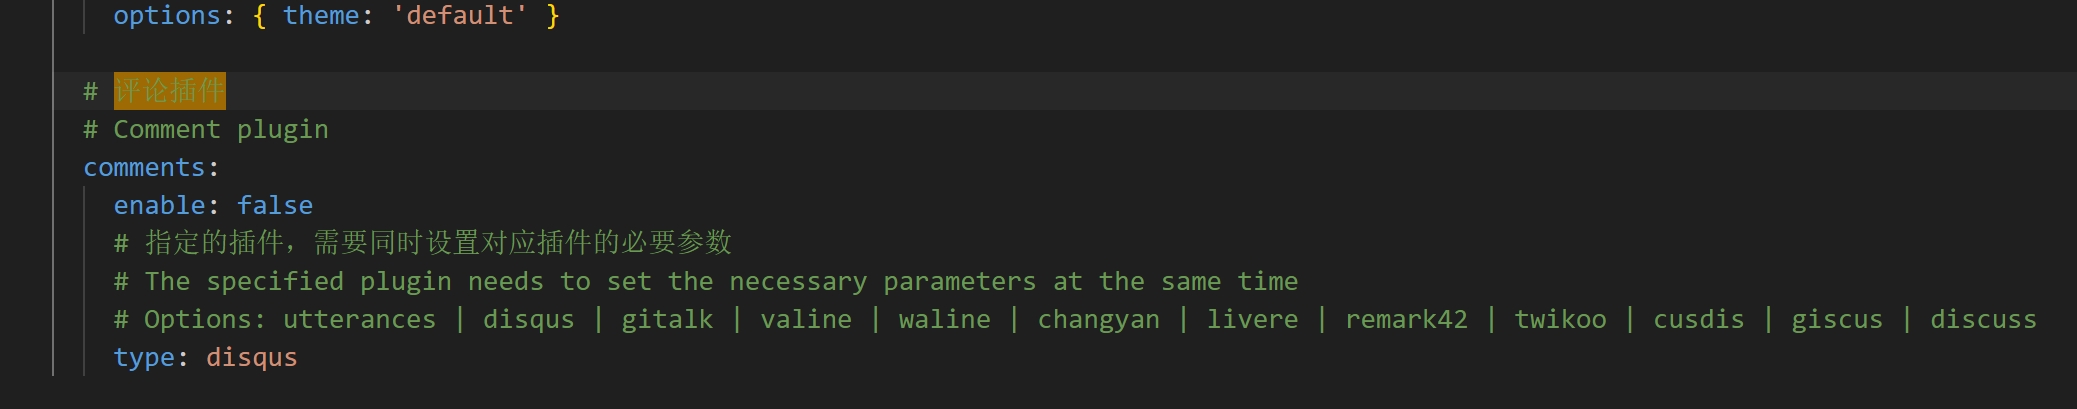 options: { theme: 'default' }
# 评论插件
# Comment plugin
comments:
enable: false
# 指定的插件，需要同时设置对应插件的必要参数
# The specified plugin needs to set the necessary parameters at the same time
# Options: utterances | disqus | gitalk | valine | waline | changyan | livere | remark42 | twikoo | cusdis | giscus | discuss
type: disqus